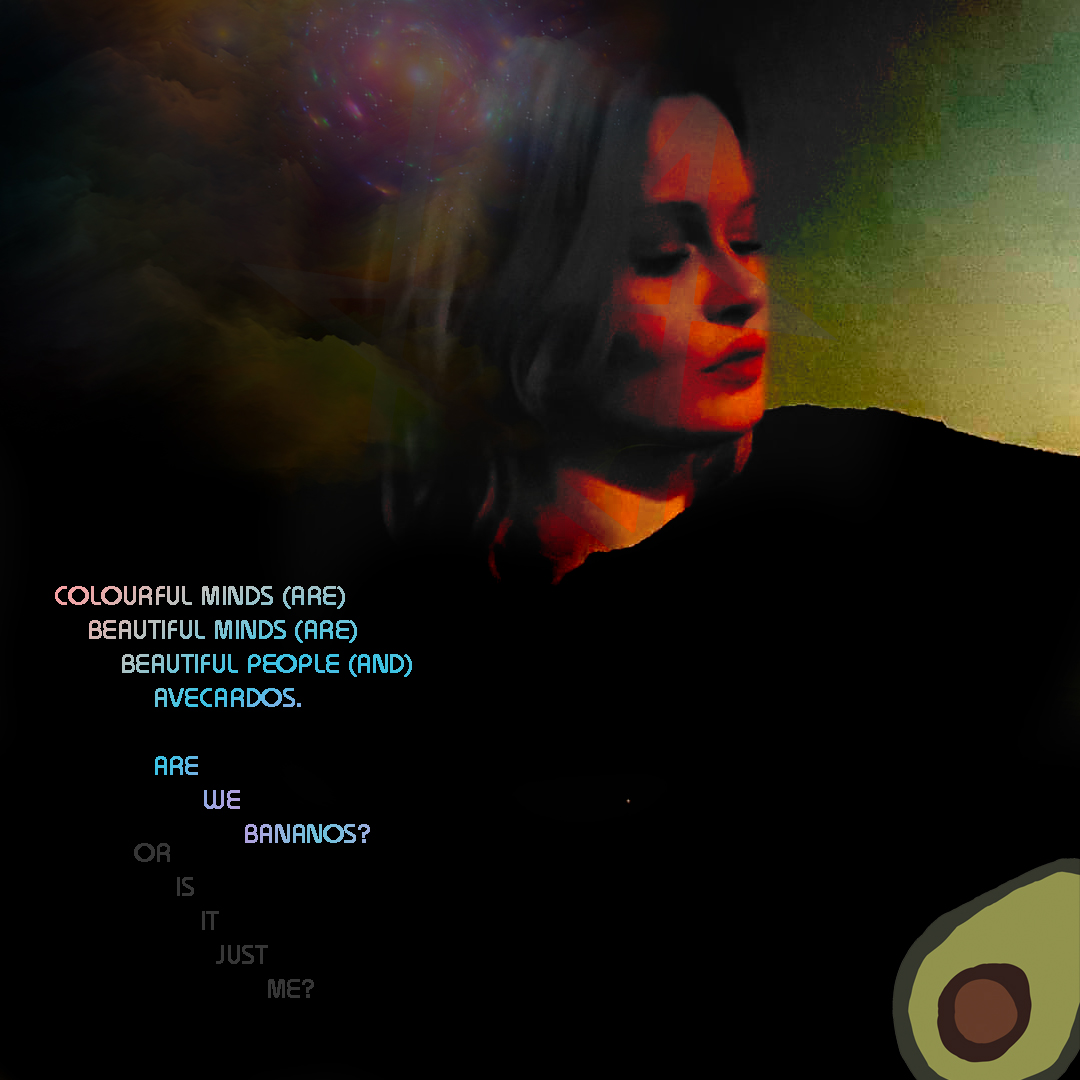 COLOURFUL MINDS (ARE)
BEAUTIFUL MINDS (ARE)
BEAUTIFUL PEOPLE (AND)
AVECARDOS.
ARE
WE
BANANOS?
OR
IS
IT
JUST
ME?